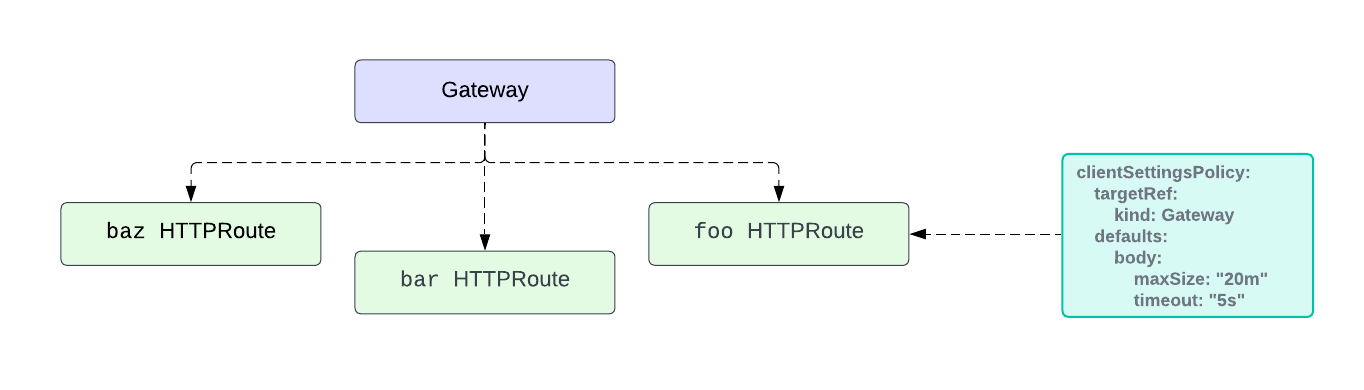 Gateway
baz HTTPRoute
bar HTTPRoute
foo HTTPRoute
clientSettingsPolicy:
    targetRef:
        kind: Gateway
    defaults:
        body:
            maxSize: "20m"
            timeout: "5s"